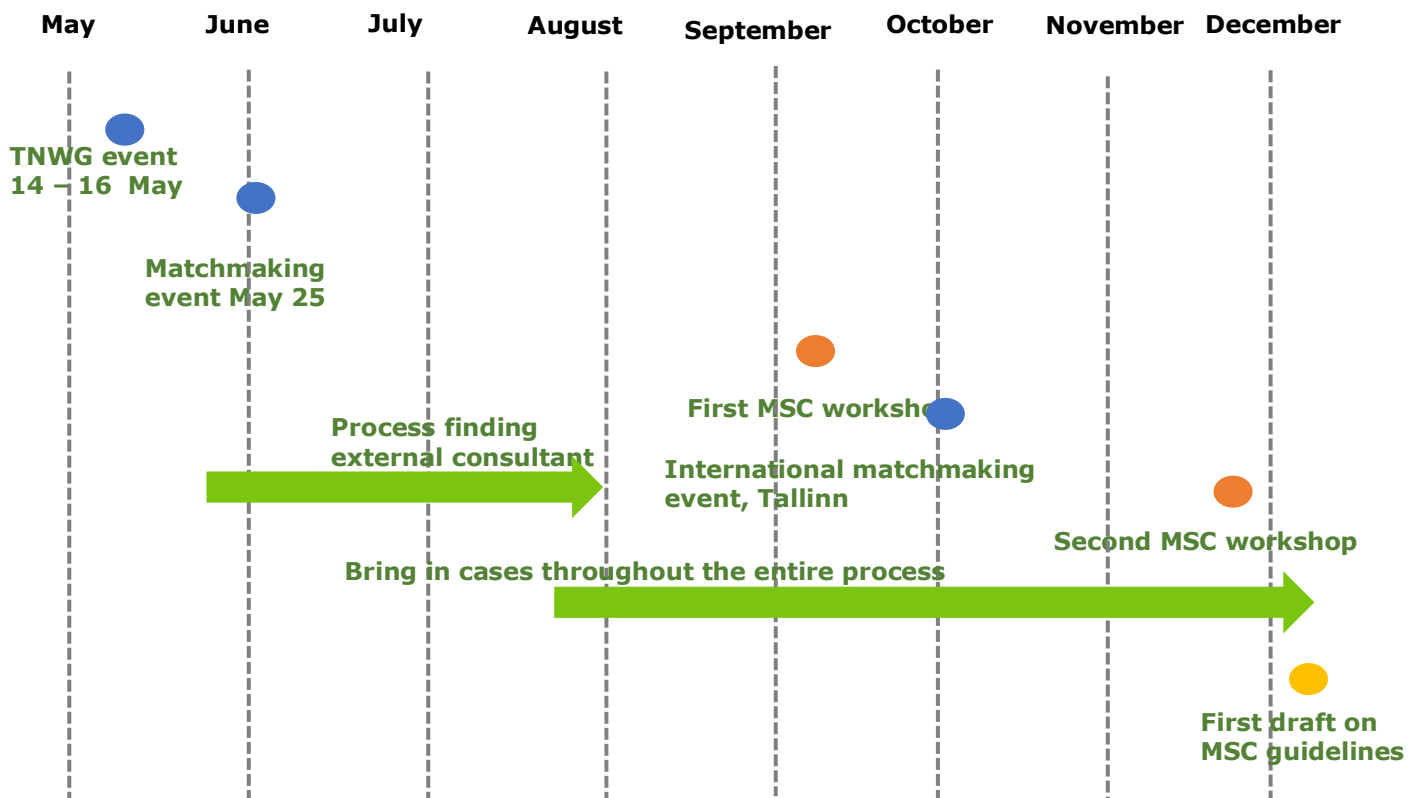 May June July August September October November December
TNWG event
14 – 16 May
Matchmaking
event May 25
First MSC workshop
Process finding
external consultant
International matchmaking
event, Tallinn
Second MSC workshop
Bring in cases throughout the entire process
First draft on
MSC guidelines